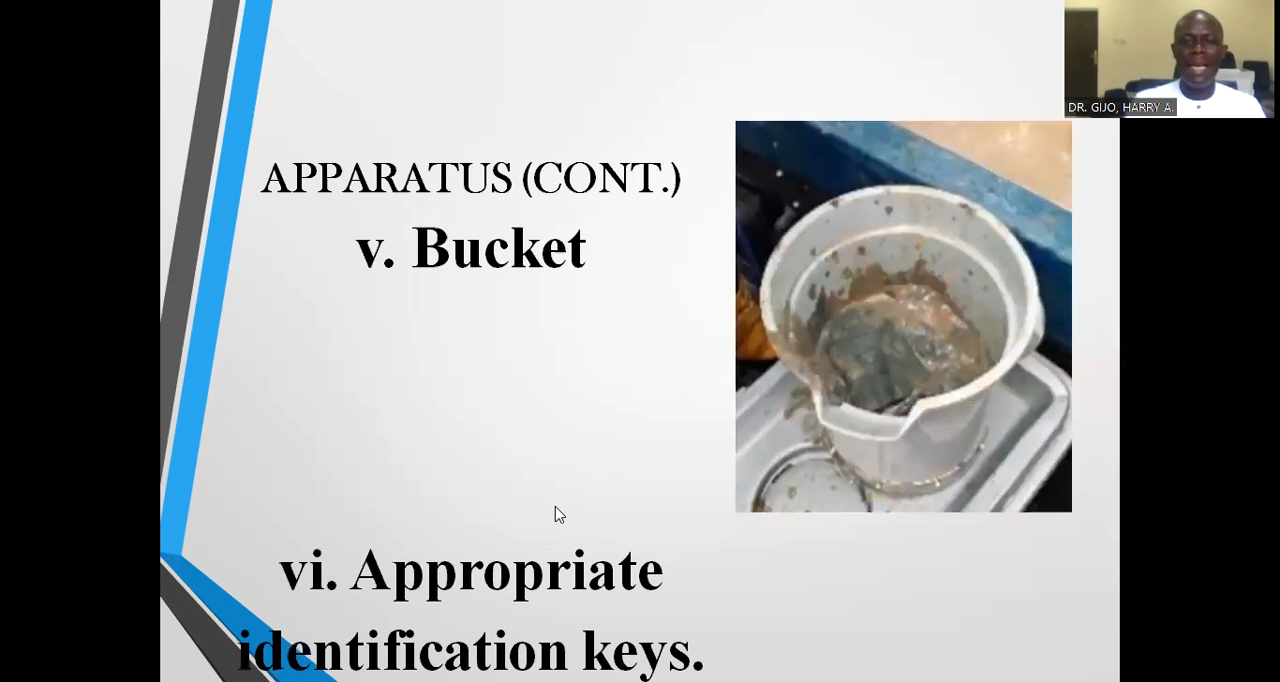 DR. GIJO, HARRY A.
APPARATUS (CONT.)
v. Bucket
vi. Appropriate
identification keys.